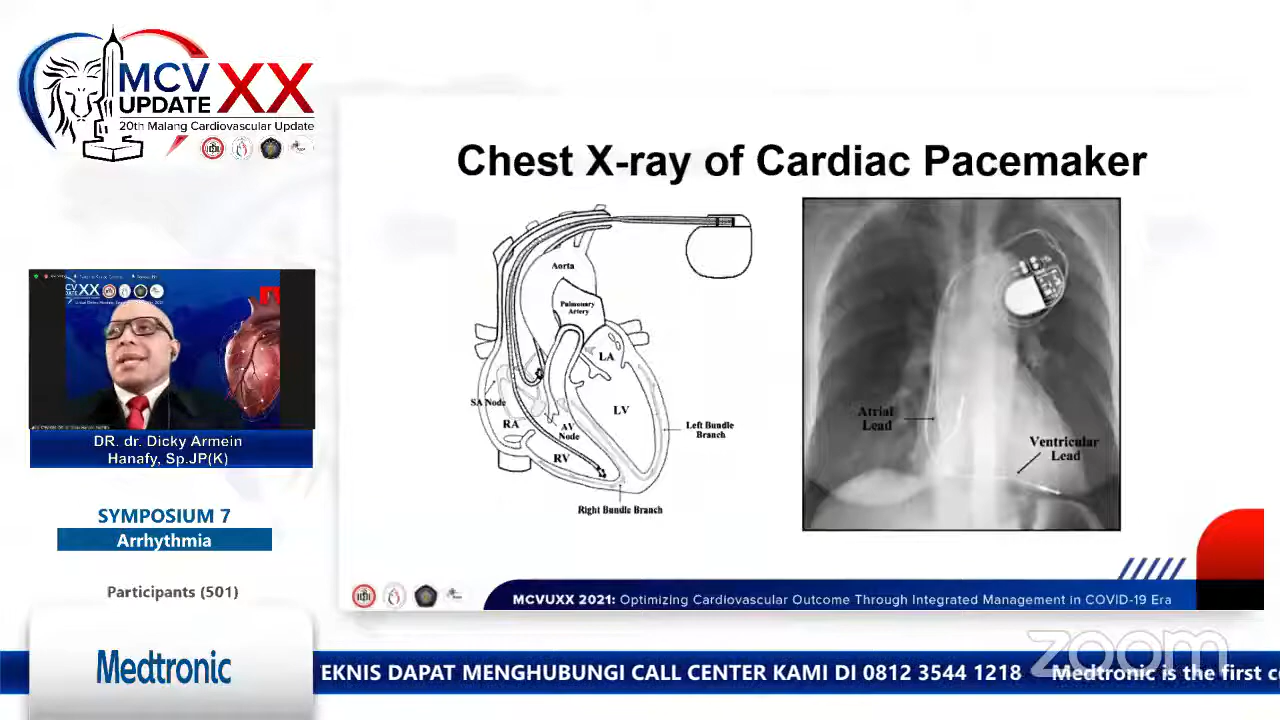 MCV
UPDATE
XX
20th Malang Cardiovascular Update
DR. dr. Dicky Armein
Hanafy, Sp.JP(K)
SYMPOSIUM 7
Arrhythmia
Participants (501)
Medtronic
Chest X-ray of Cardiac Pacemaker
Aorta
Pulmonary
Artery
LA
SA Node
LV
RA
AV
Node
Left Bundle
Branch
RV
Right Bundle Branch
Atrial
Lead
Ventricular
Lead
MCVUXX 2021: Optimizing Cardiovascular Outcome Through Integrated Management in COVID-19 Era
zoom
EKNIS DAPAT MENGHUBUNGI CALL CENTER KAMI DI 0812 3544 1218 Medtronic is the first c